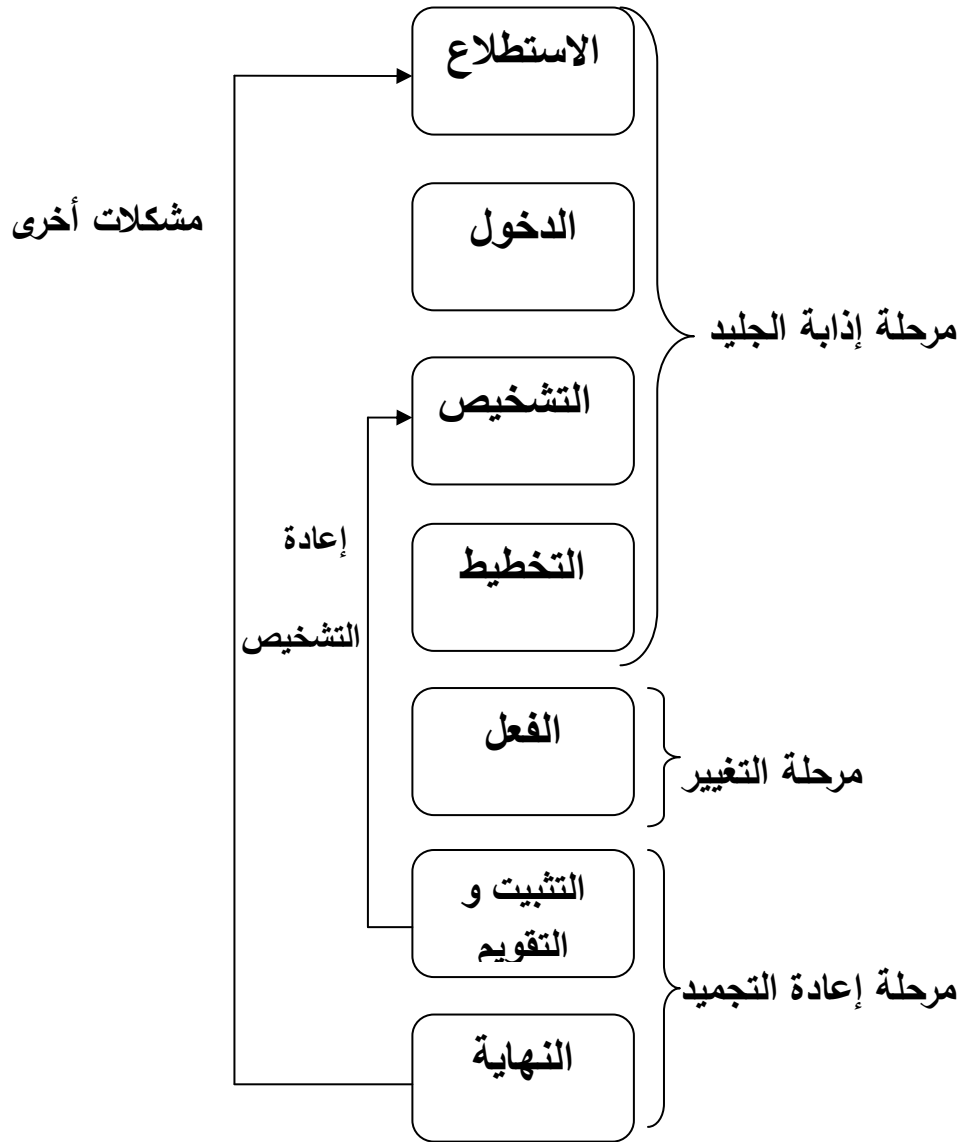 الاستطلاع
مشكلات أخرى
الدخول
مرحلة إذابة الجليد
التشخيص
إعادة
التخطيط
التشخيص
الفعل
مرحلة التغيير
التثبيت و
التقويم
مرحلة إعادة التجميد
النهاية